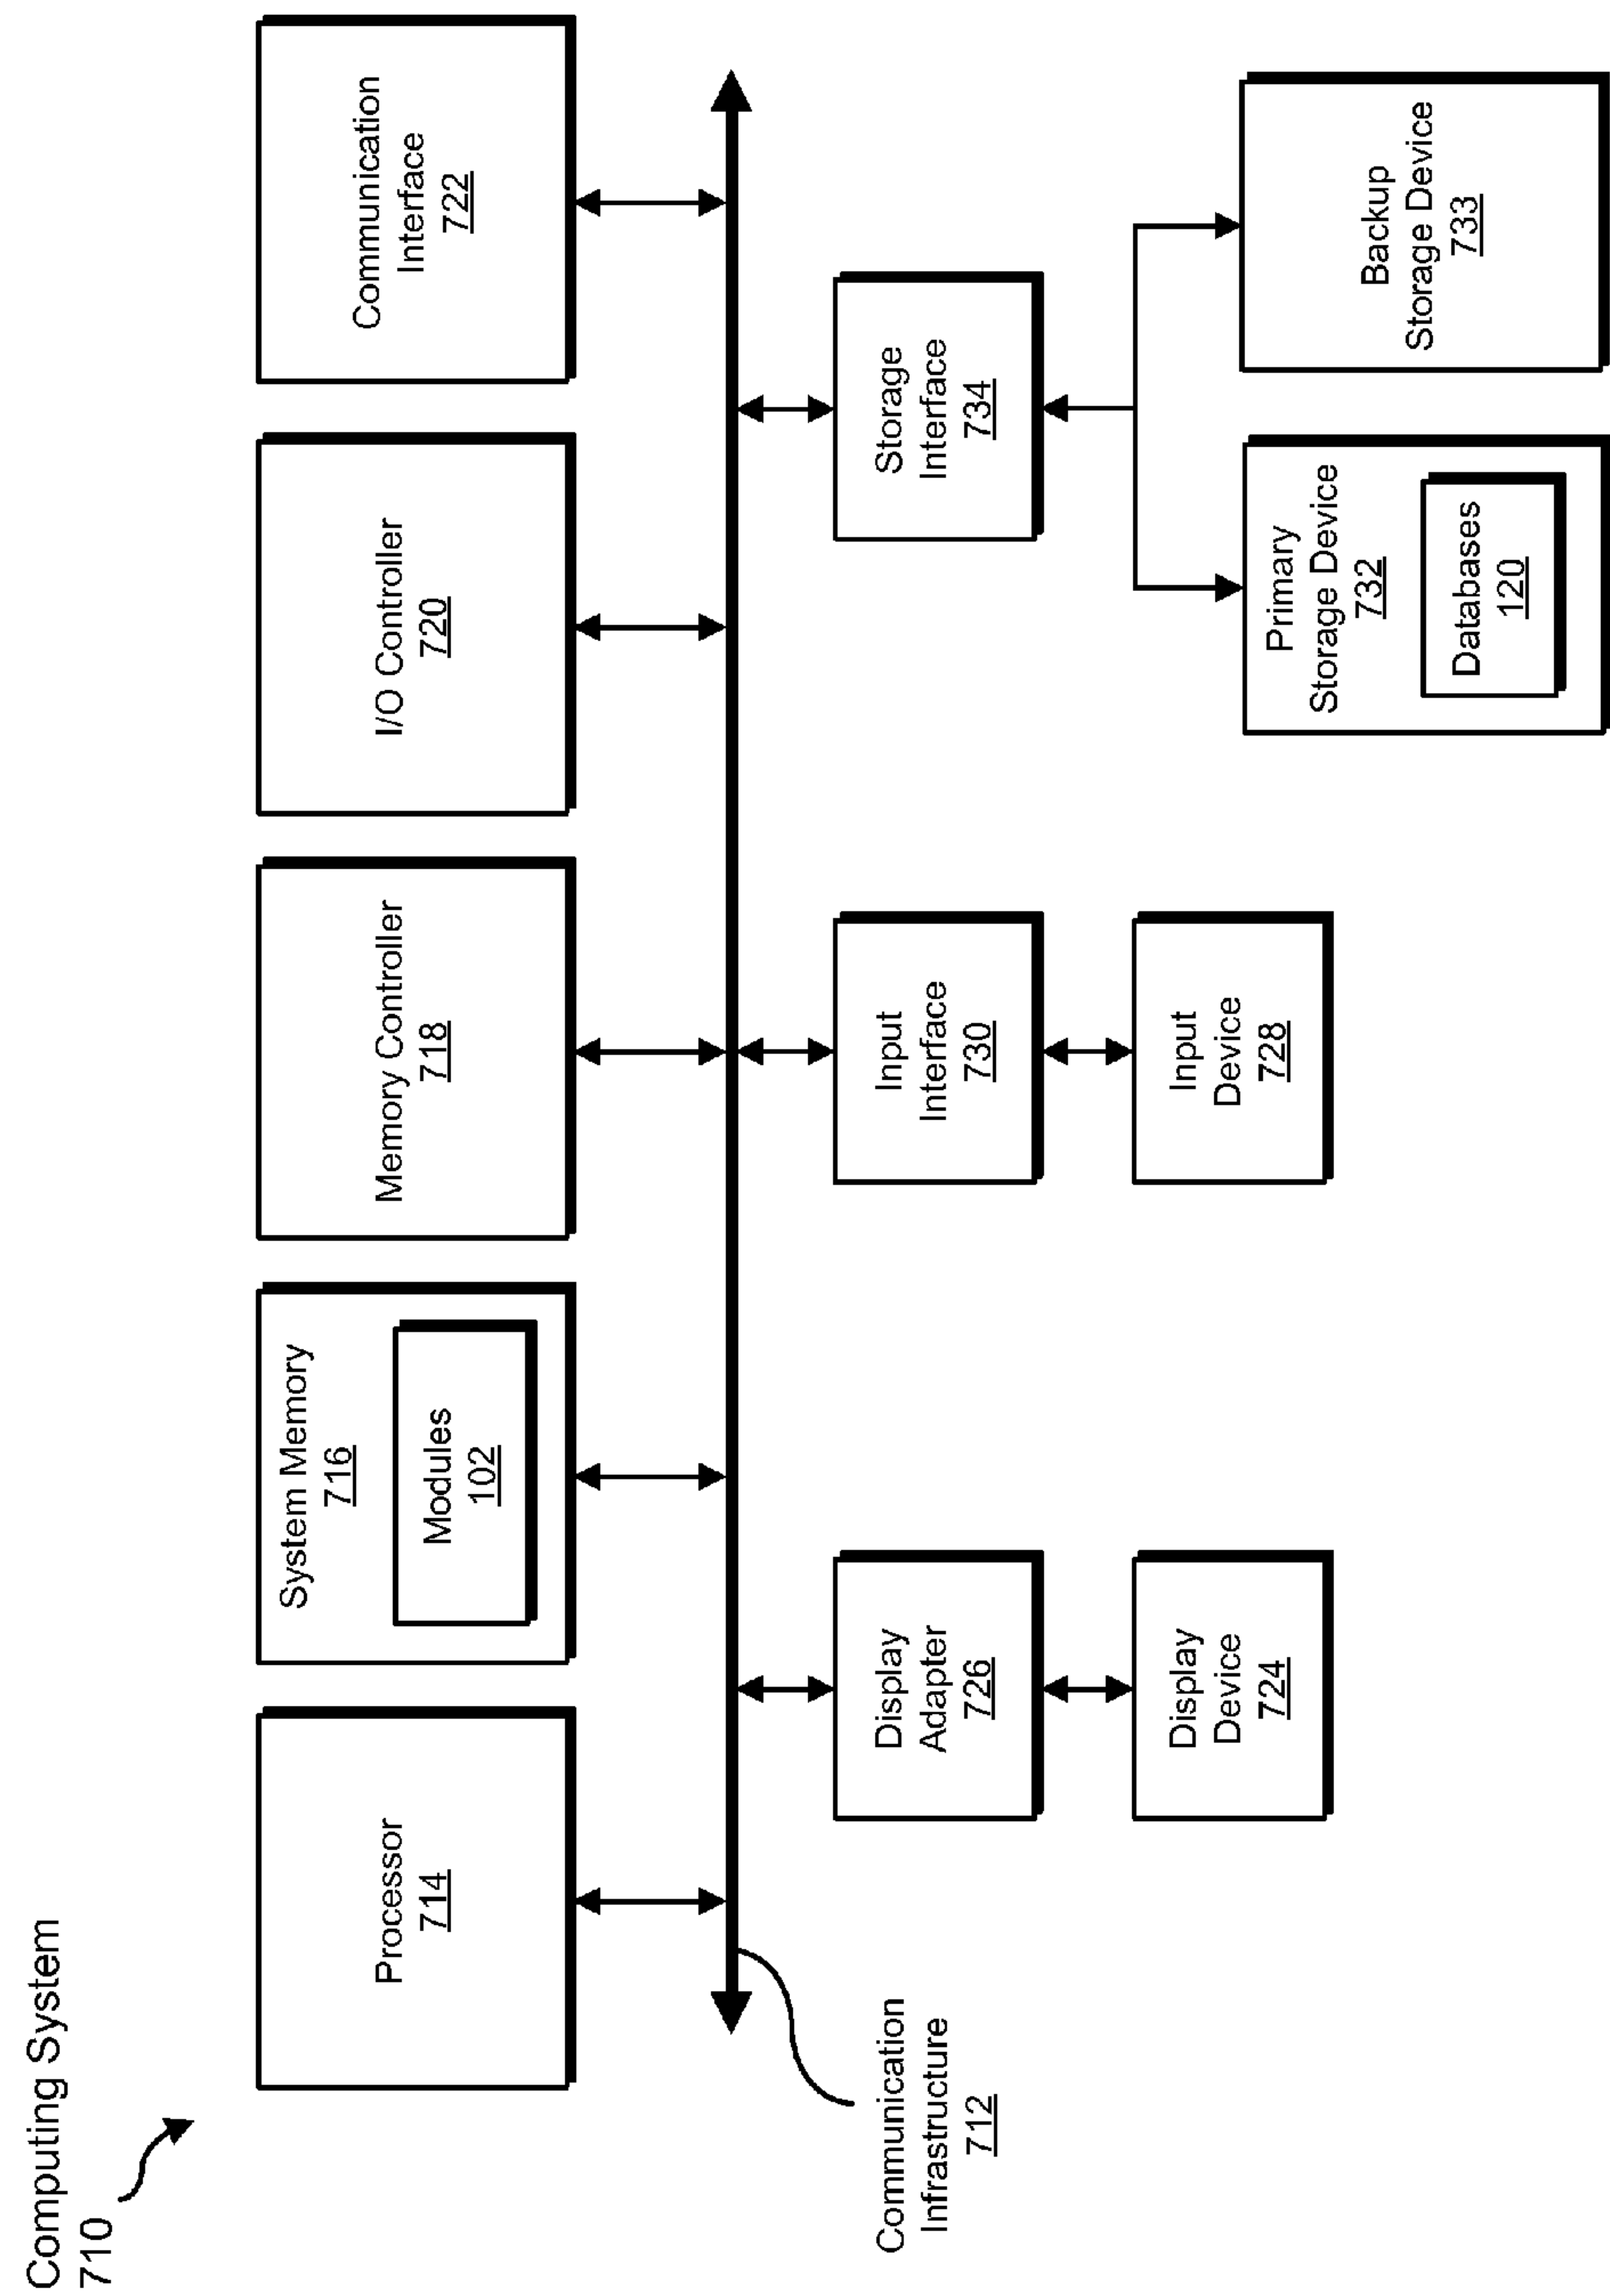 Computing System
710
Processor
714
System Memory
716
Modules
102
Memory Controller
718
I/O Controller
720
Communication
Interface
722
Communication
Infrastructure
712
Display
Adapter
726
Input
Interface
730
Storage
Interface
734
Display
Device
724
Input
Device
728
Primary
Storage Device
732
Databases
120
Backup
Storage Device
733